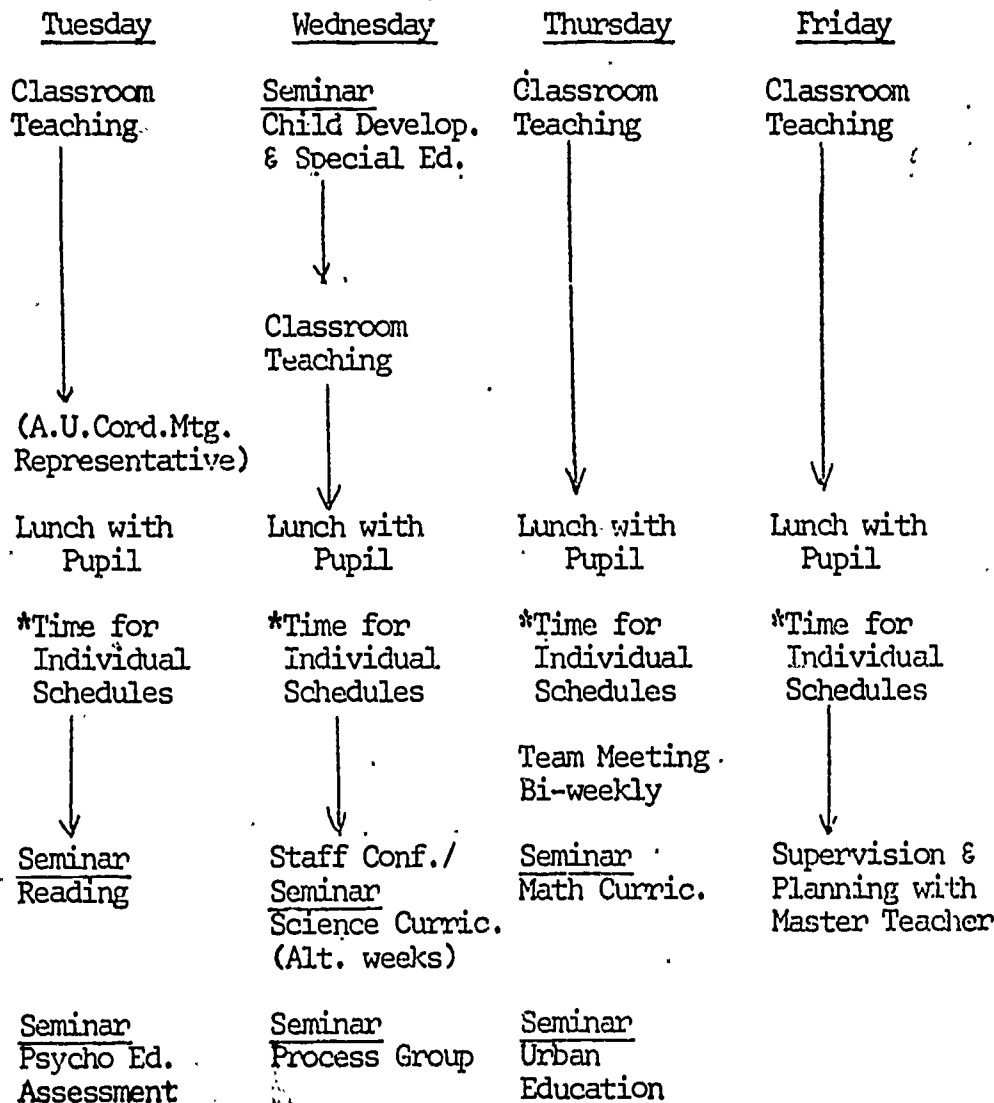 Tuesday
Classroom
Teaching
(A.U.Cord.Mtg.
Representative)
Lunch with
Pupil
*Time for
Individual
Schedules
Seminar
Reading
Seminar
Psycho Ed.
Assessment
Wednesday
Seminar
Child Develop.
& Special Ed.
Classroom
Teaching
Lunch with
Pupil
*Time for
Individual
Schedules
Staff Conf./
Seminar
Science Curric.
(Alt. weeks)
Seminar
Process Group
Thursday
Classroom
Teaching
Lunch with
Pupil
*Time for
Individual
Schedules
Team Meeting
Bi-weekly
Seminar
Math Curric.
Seminar
Urban
Education
Friday
Classroom
Teaching
Lunch with
Pupil
*Time for
Individual
Schedules
Supervision &
Planning with
Master Teacher